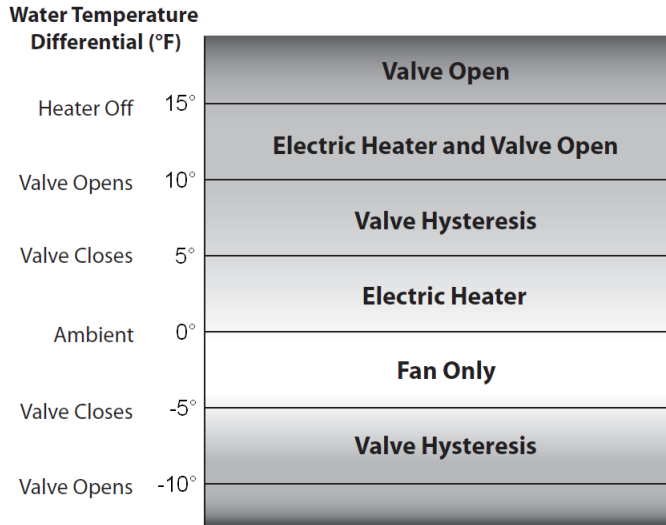 Water Temperature
Differential (°F)
Valve Open
Heater Off 15°
Electric Heater and Valve Open
Valve Opens 10°
Valve Hysteresis
Valve Closes 5°
Electric Heater
Ambient 0°
Fan Only
Valve Closes -5°
Valve Hysteresis
Valve Opens -10°